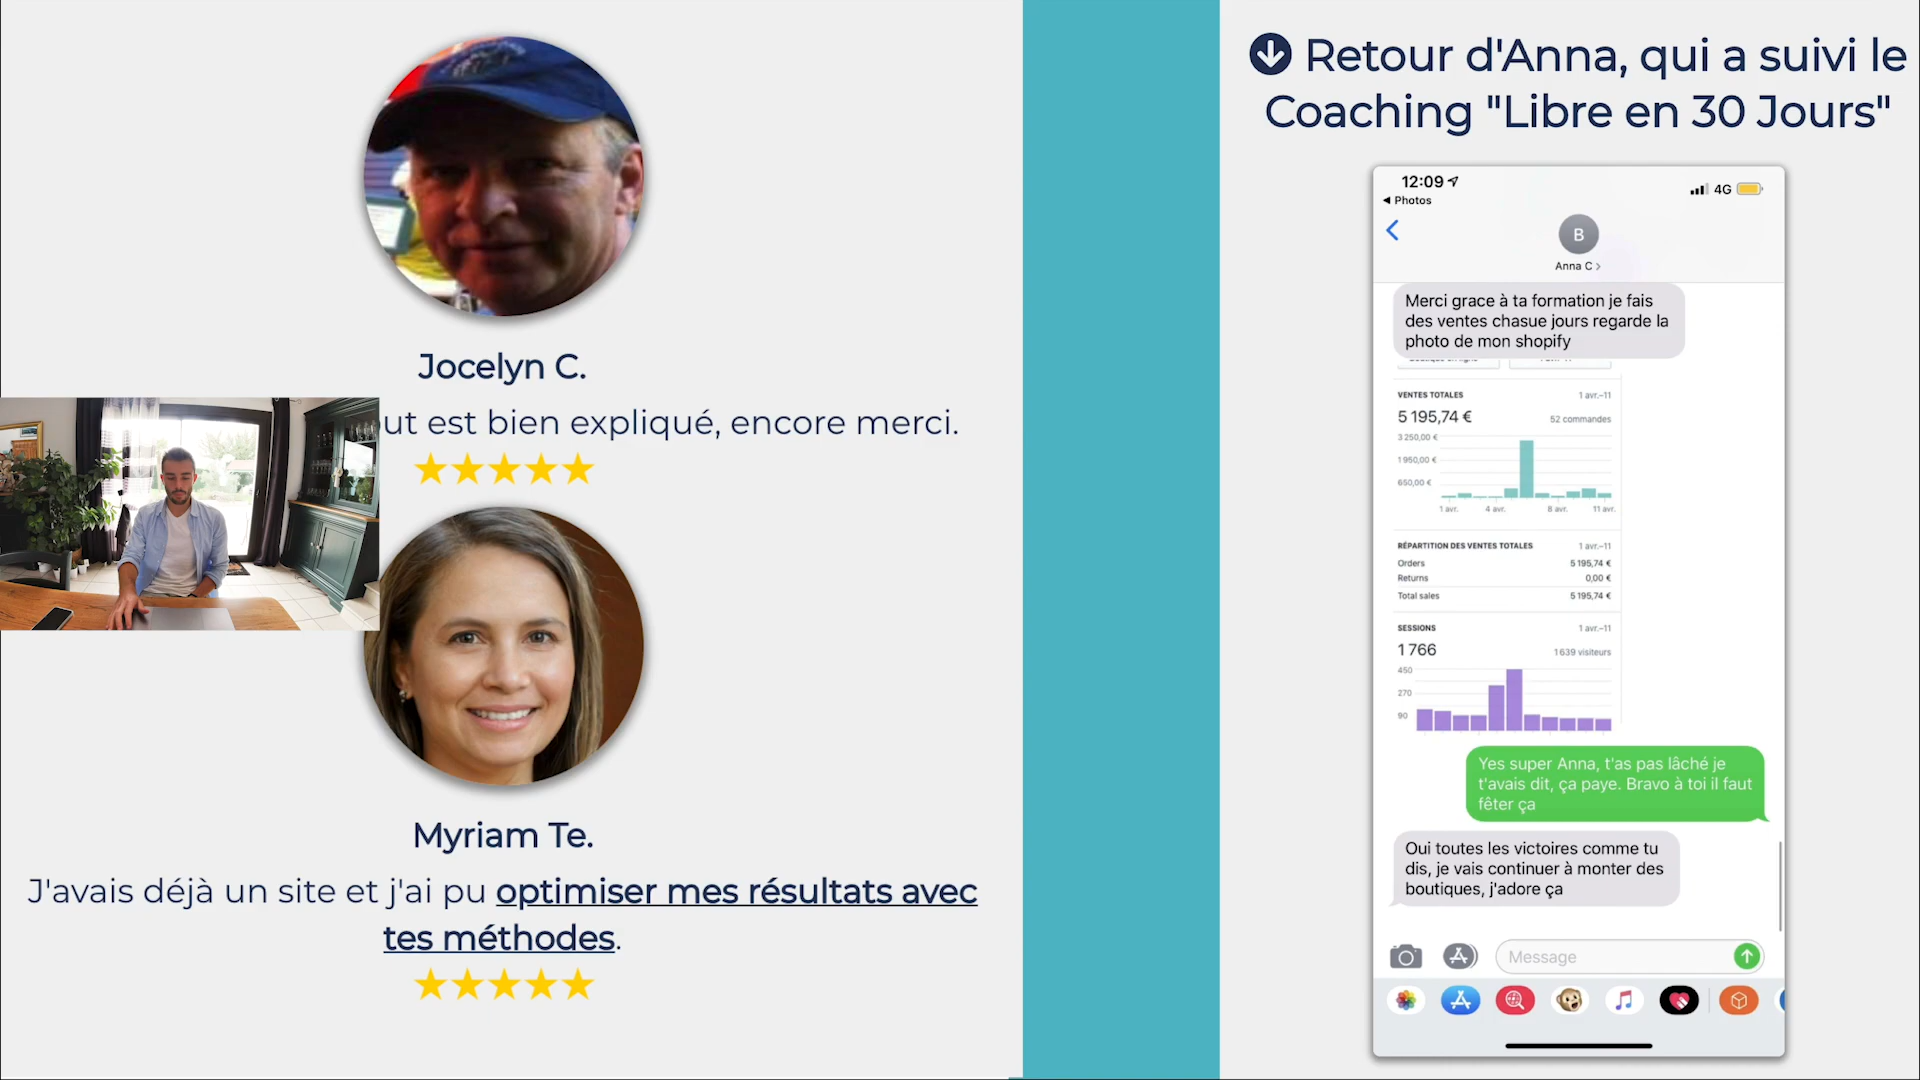 Jocelyn C.
ut est bien expliqué, encore merci.
Myriam Te.
J'avais déjà un site et j'ai pu optimiser mes résultats avec
tes méthodes.
Retour d'Anna, qui a suivi le
Coaching "Libre en 30 Jours"
12:09
4G
◀ Photos
B
Anna C >
Merci grace à ta formation je fais
des ventes chasue jours regarde la
photo de mon shopify
VENTES TOTALES 1 avr.–11
5 195,74 € 52 commandes
3 250,00 €
1 950,00 €
650,00 €
1 avr. 4 avr. 8 avr. 11 avr.
RÉPARTITION DES VENTES TOTALES 1 avr.–11
Orders 5 195,74 €
Returns 0,00 €
Total sales 5 195,74 €
SESSIONS 1 avr.–11
1 766 1 639 visiteurs
450
270
90
Yes super Anna, t'as pas lâché je
t'avais dit, ça paye. Bravo à toi il faut
fêter ça
Oui toutes les victoires comme tu
dis, je vais continuer à monter des
boutiques, j'adore ça
Message